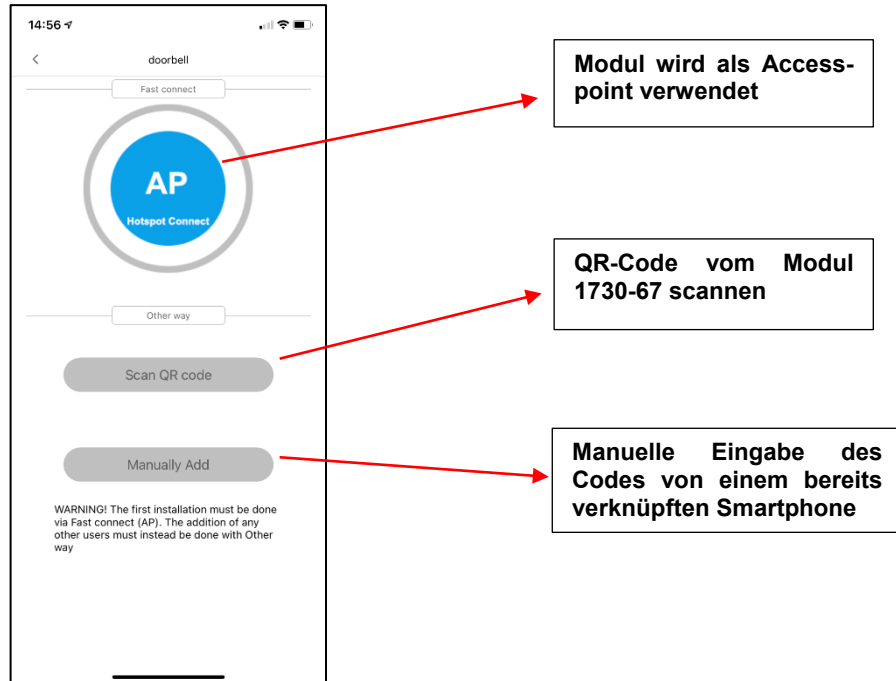 14:56
doorbell
Fast connect
AP
Hotspot Connect
Other way
Scan QR code
Manually Add
WARNING! The first installation must be done
via Fast connect (AP). The addition of any
other users must instead be done with Other
way
Modul wird als Access-
point verwendet
QR-Code vom Modul
1730-67 scannen
Manuelle Eingabe des
Codes von einem bereits
verknüpften Smartphone